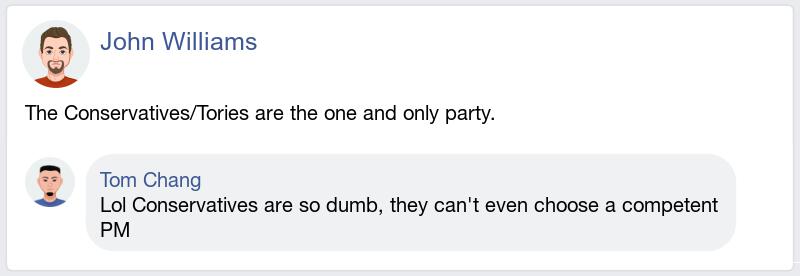 John Williams
The Conservatives/Tories are the one and only party.
Tom Chang
Lol Conservatives are so dumb, they can't even choose a competent
PM